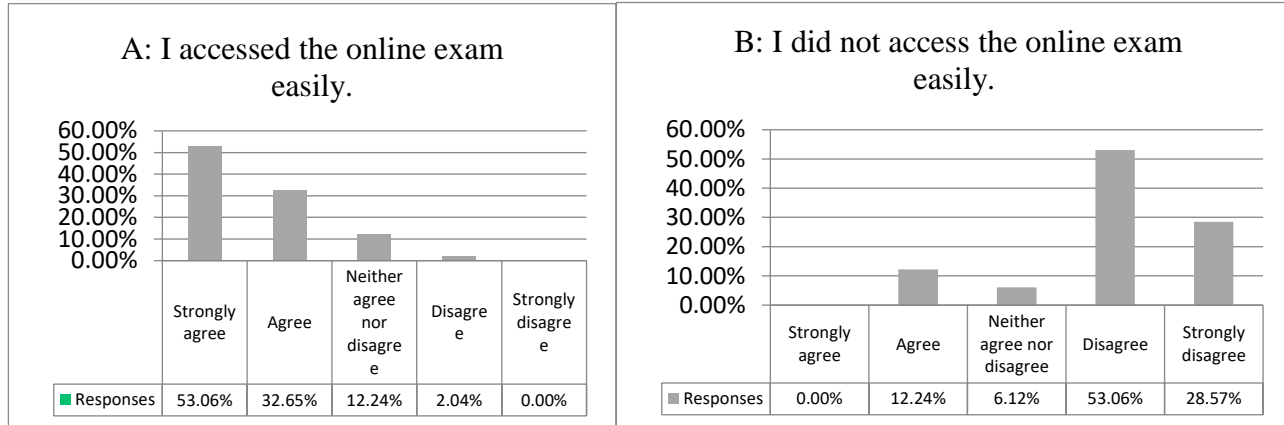 A: I accessed the online exam
easily.
60.00%
50.00%
40.00%
30.00%
20.00%
10.00%
0.00%
Strongly
agree
Agree
Neither
agree
nor
disagre
e
Disagre
e
Strongly
disagre
e
Responses 53.06% 32.65% 12.24% 2.04% 0.00%
B: I did not access the online exam
easily.
60.00%
50.00%
40.00%
30.00%
20.00%
10.00%
0.00%
Strongly
agree
Agree
Neither
agree nor
disagree
Disagree
Strongly
disagree
Responses 0.00% 12.24% 6.12% 53.06% 28.57%